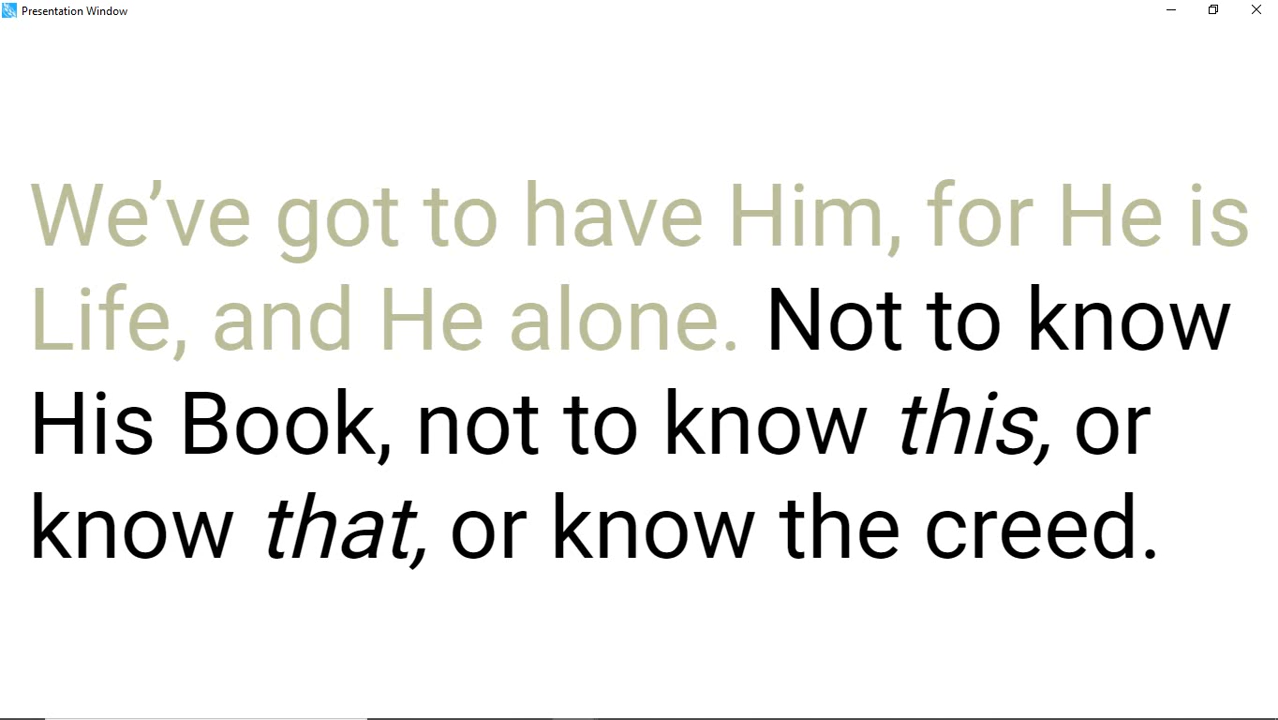 Presentation Window
We’ve got to have Him, for He is
Life, and He alone. Not to know
His Book, not to know this, or
know that, or know the creed.